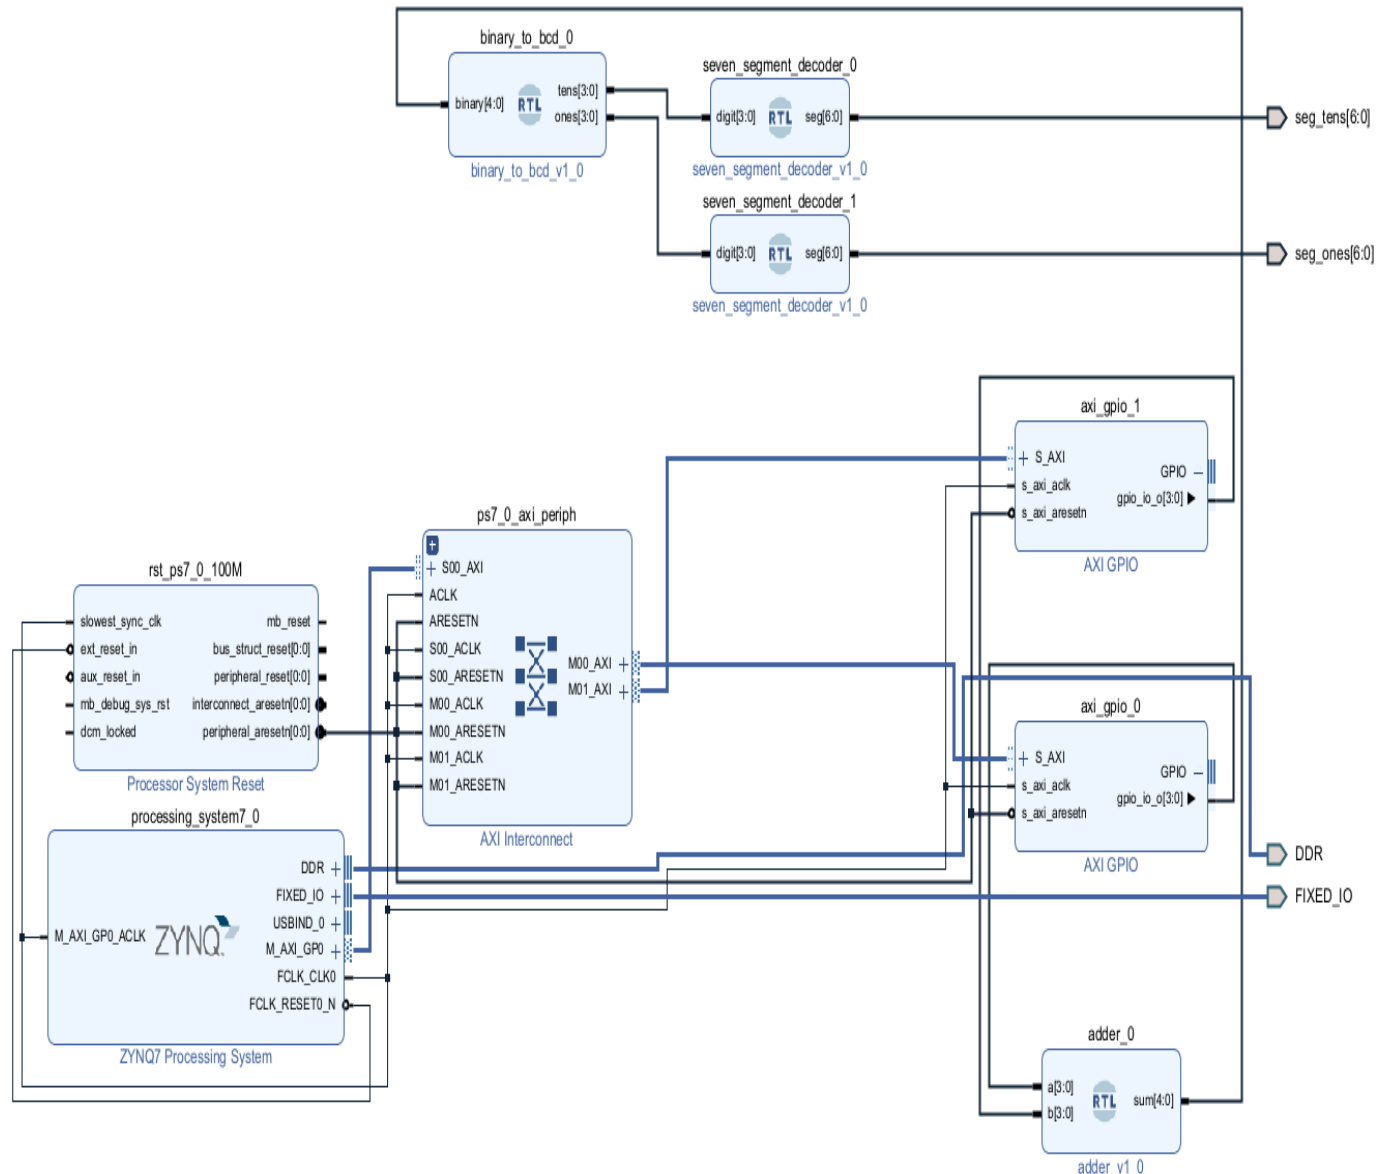 binary_to_bcd_0
binary[4:0]
RTL
tens[3:0]
ones[3:0]
binary_to_bcd_v1_0
seven_segment_decoder_0
digit[3:0]
RTL
seg[6:0]
seven_segment_decoder_v1_0
seg_tens[6:0]
seven_segment_decoder_1
digit[3:0]
RTL
seg[6:0]
seven_segment_decoder_v1_0
seg_ones[6:0]
axi_gpio_1
S_AXI
s_axi_aclk
s_axi_aresetn
GPIO
gpio_io_o[3:0]
AXI GPIO
ps7_0_axi_periph
S00_AXI
ACLK
ARESETN
S00_ACLK
S00_ARESETN
M00_ACLK
M00_ARESETN
M01_ACLK
M01_ARESETN
M00_AXI
M01_AXI
AXI Interconnect
rst_ps7_0_100M
slowest_sync_clk
ext_reset_in
aux_reset_in
mb_debug_sys_rst
dcm_locked
mb_reset
bus_struct_reset[0:0]
peripheral_reset[0:0]
interconnect_aresetn[0:0]
peripheral_aresetn[0:0]
Processor System Reset
axi_gpio_0
S_AXI
s_axi_aclk
s_axi_aresetn
GPIO
gpio_io_o[3:0]
AXI GPIO
processing_system7_0
M_AXI_GP0_ACLK
ZYNQ
DDR
FIXED_IO
USBIND_0
M_AXI_GP0
FCLK_CLK0
FCLK_RESET0_N
ZYNQ7 Processing System
DDR
FIXED_IO
adder_0
a[3:0]
b[3:0]
RTL
sum[4:0]
adder_v1_0